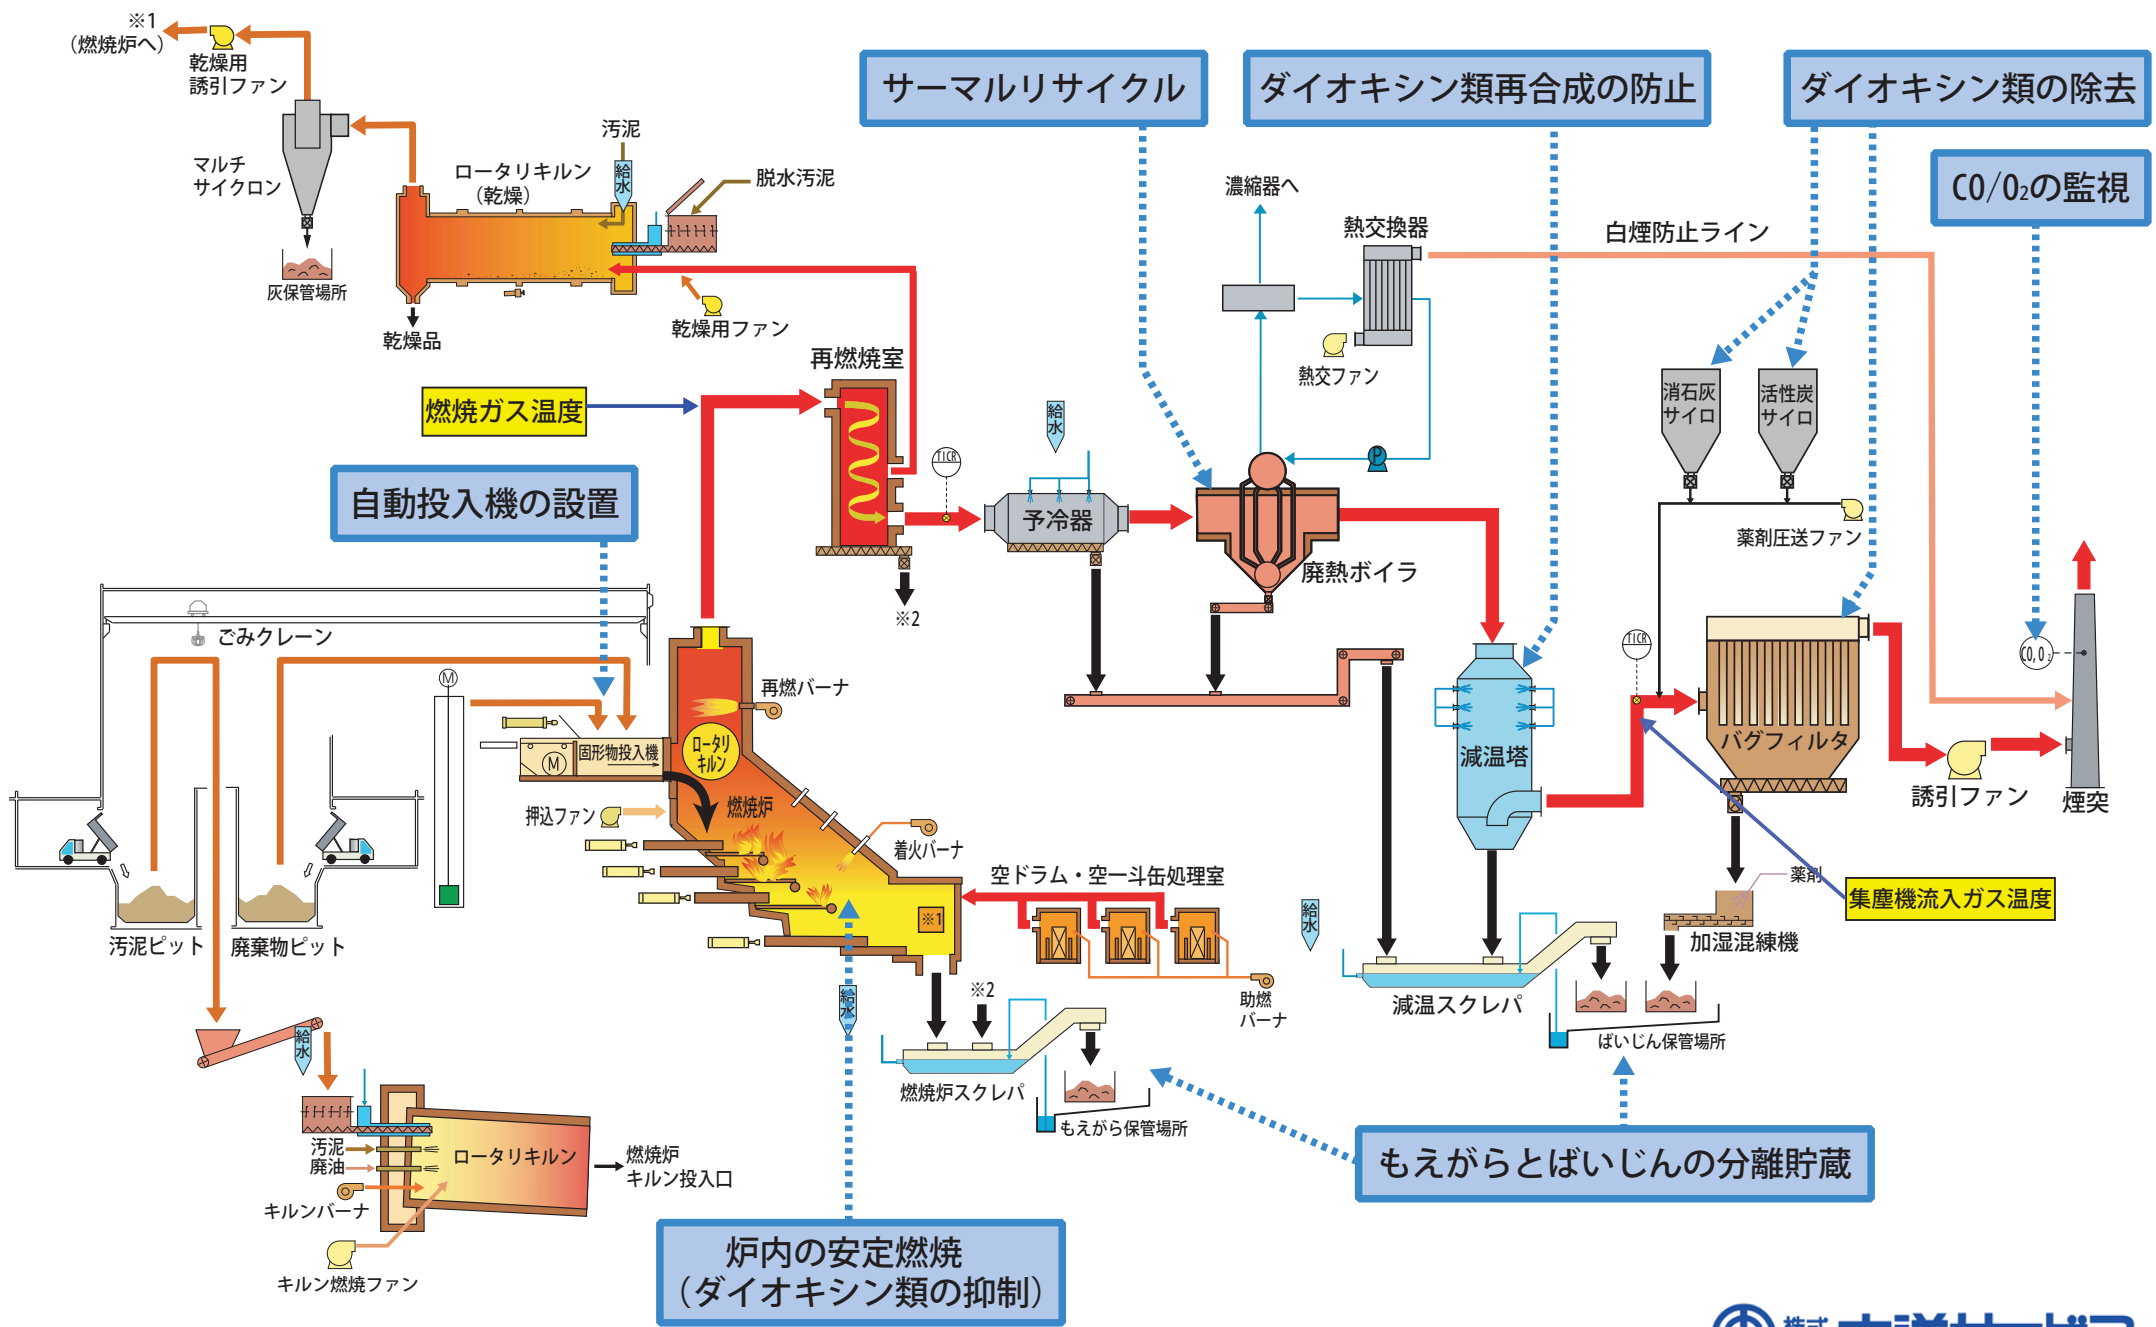 ※1
（燃焼炉へ）
乾燥用
誘引ファン
マルチ
サイクロン
灰保管場所
ロータリキルン
（乾燥）
汚泥
給水
脱水汚泥
乾燥品
乾燥用ファン
サーマルリサイクル
ダイオキシン類再合成の防止
ダイオキシン類の除去
CO/O₂の監視
濃縮器へ
熱交換器
熱交ファン
白煙防止ライン
再燃焼室
燃焼ガス温度
TICR
給水
予冷器
P
廃熱ボイラ
消石灰
サイロ
活性炭
サイロ
薬剤圧送ファン
自動投入機の設置
※2
ごみクレーン
M
固形物投入機
M
再燃バーナ
ロータリ
キルン
燃焼炉
押込ファン
着火バーナ
※1
空ドラム・空一斗缶処理室
助燃
バーナ
減温塔
TICR
バグフィルタ
CO,O₂
誘引ファン
煙突
薬剤
集塵機流入ガス温度
加湿混練機
汚泥ピット
廃棄物ピット
給水
給水
※2
燃焼炉スクレパ
もえがら保管場所
給水
減温スクレパ
ばいじん保管場所
もえがらとばいじんの分離貯蔵
汚泥
廃油
ロータリキルン
燃焼炉
キルン投入口
キルンバーナ
キルン燃焼ファン
炉内の安定燃焼
（ダイオキシン類の抑制）
株式